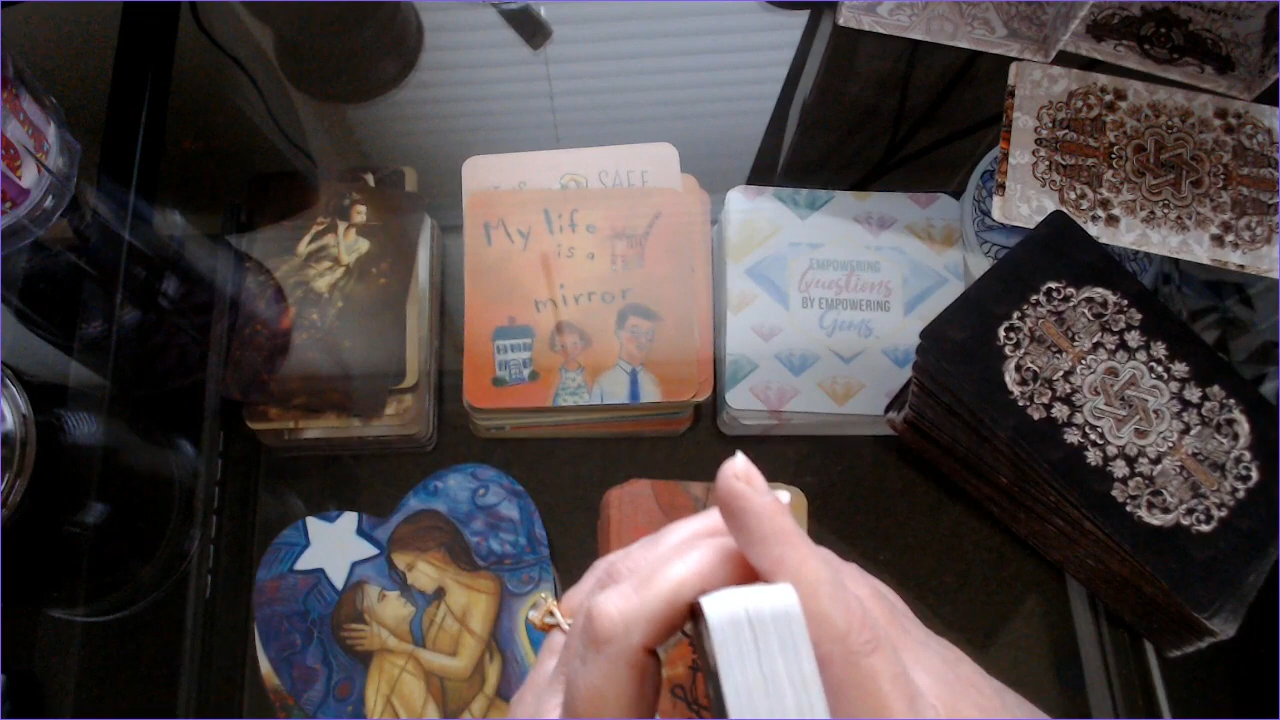 SAFE
My life
is a
mirror
EMPOWERING
Questions
BY EMPOWERING
Gems